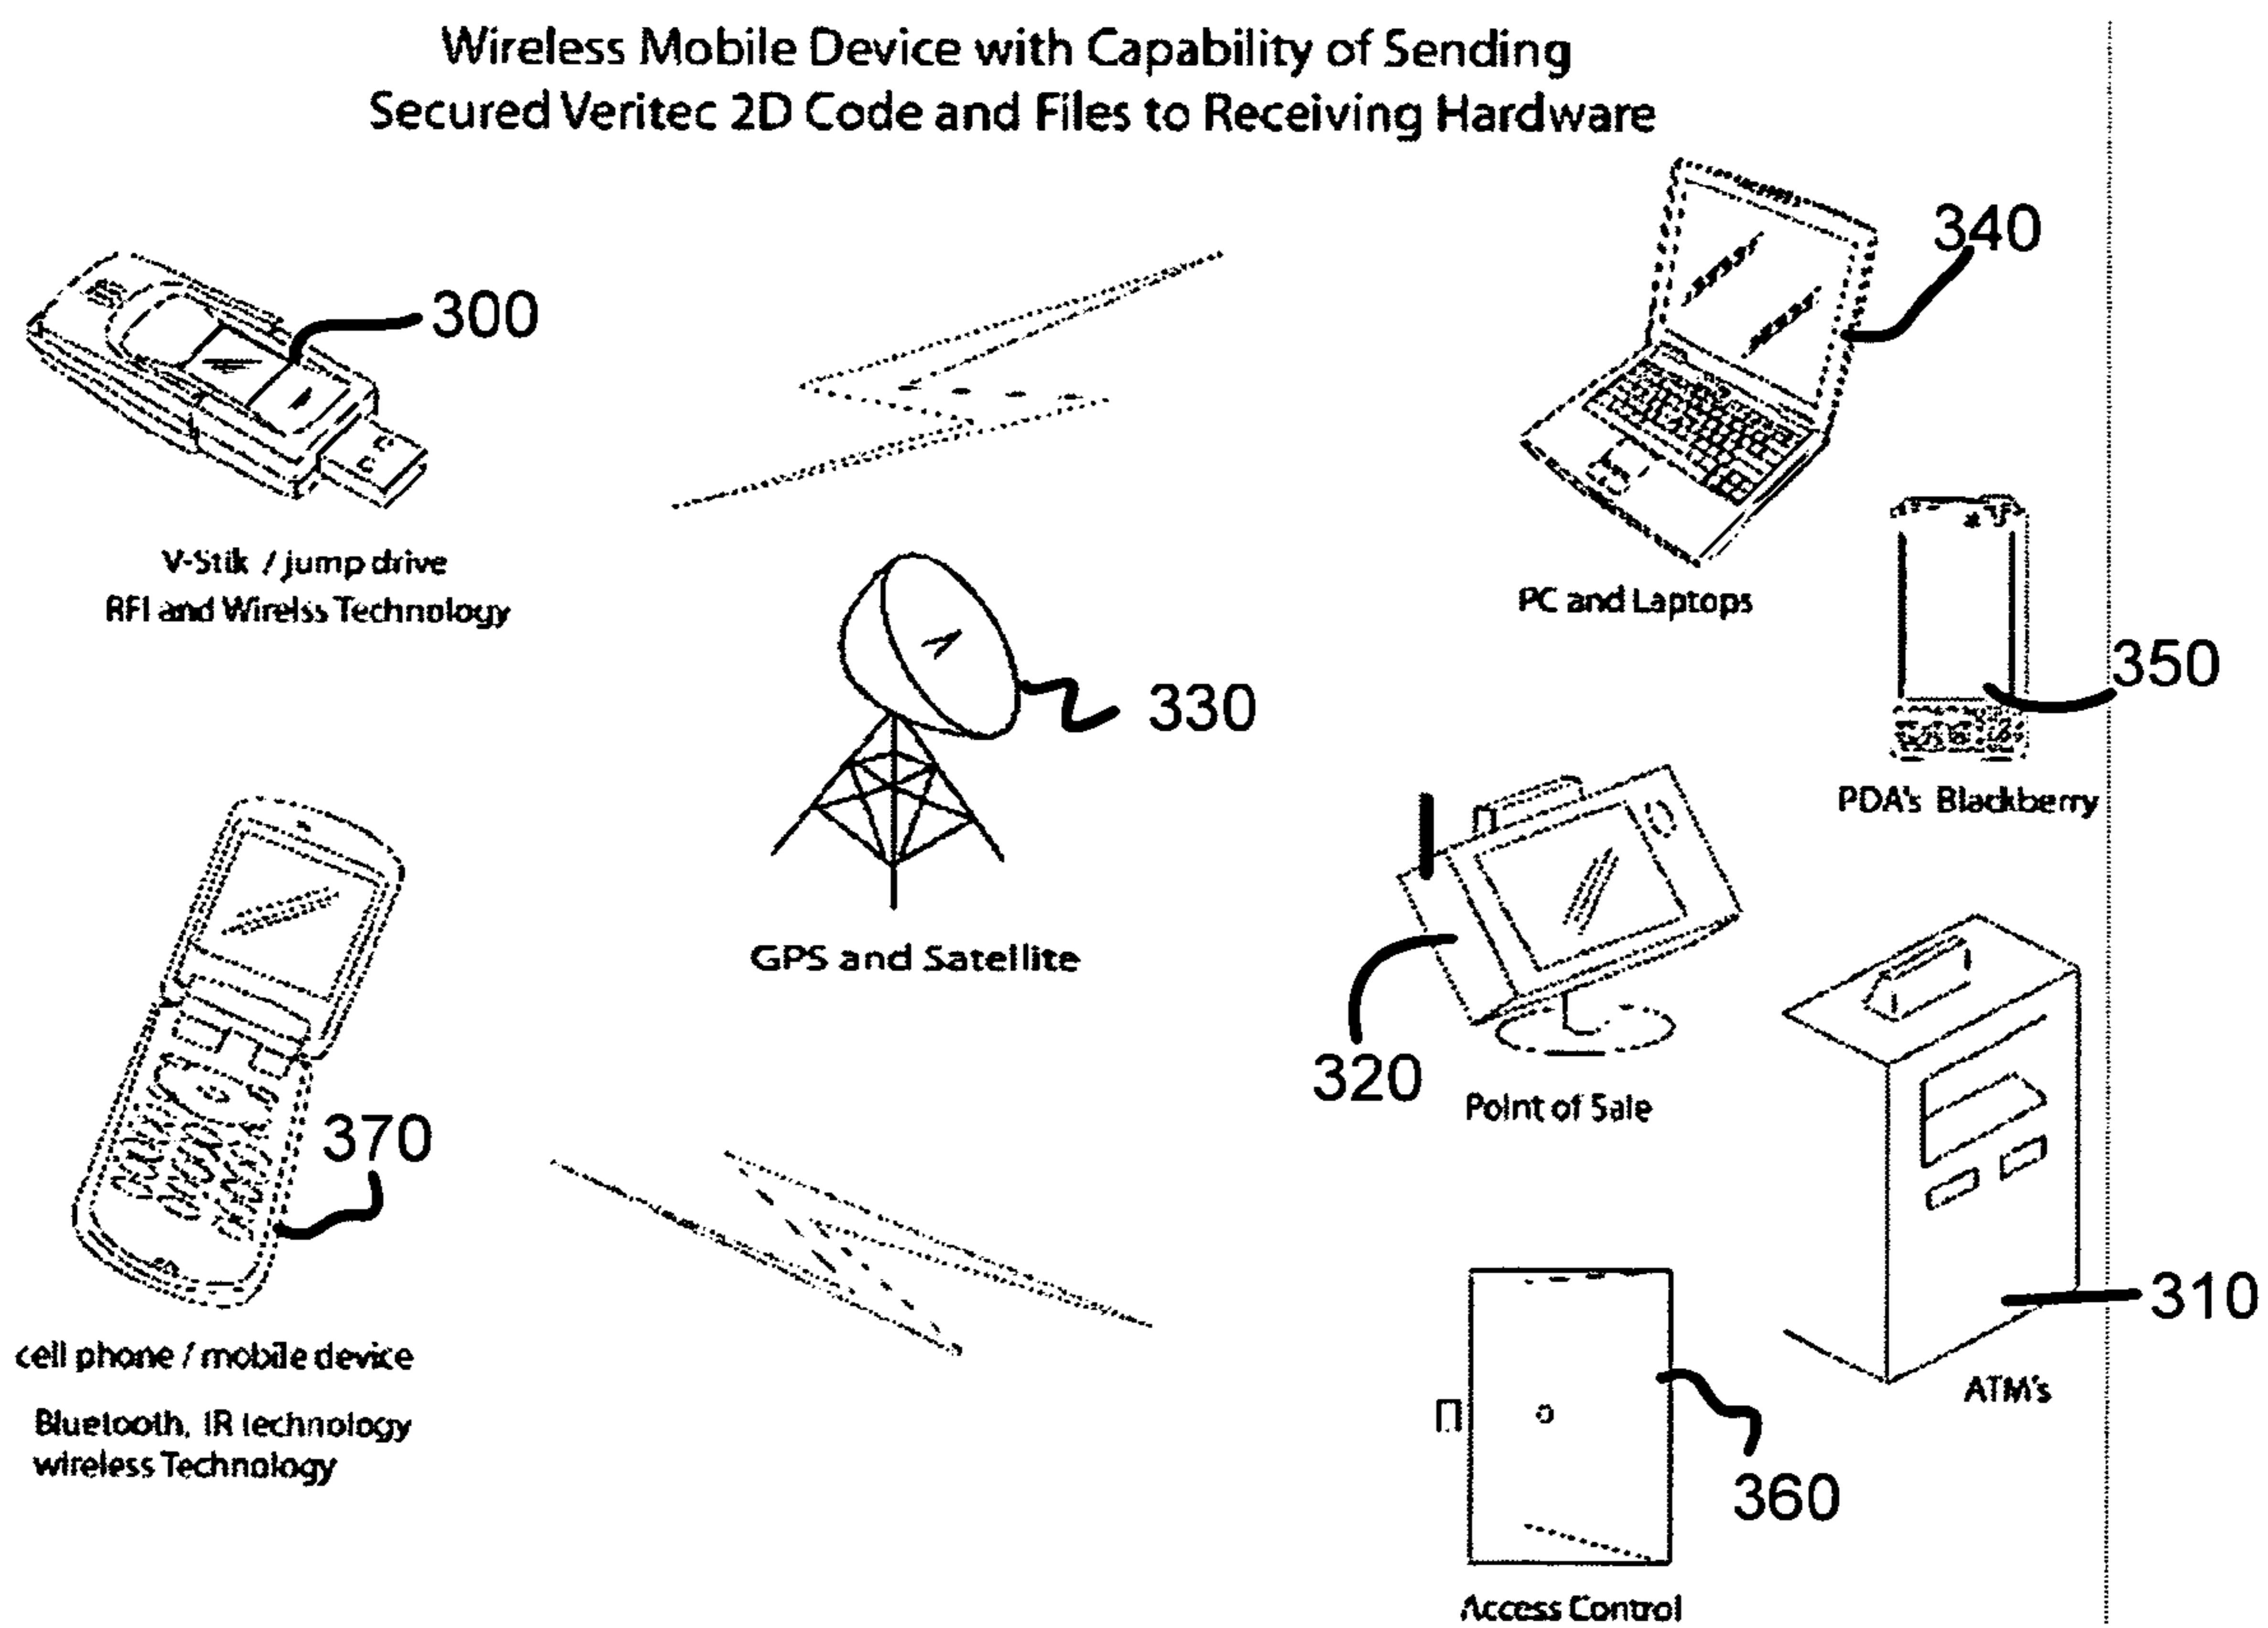 Wireless Mobile Device with Capability of Sending
Secured Veritec 2D Code and Files to Receiving Hardware
340
300
V-Stik / jump drive
RFI and Wirelss Technology
PC and Laptops
350
330
PDA's Blackberry
GPS and Satellite
320
Point of Sale
370
310
cell phone / mobile device
ATM's
Bluetooth, IR technology
wireless Technology
360
Access Control